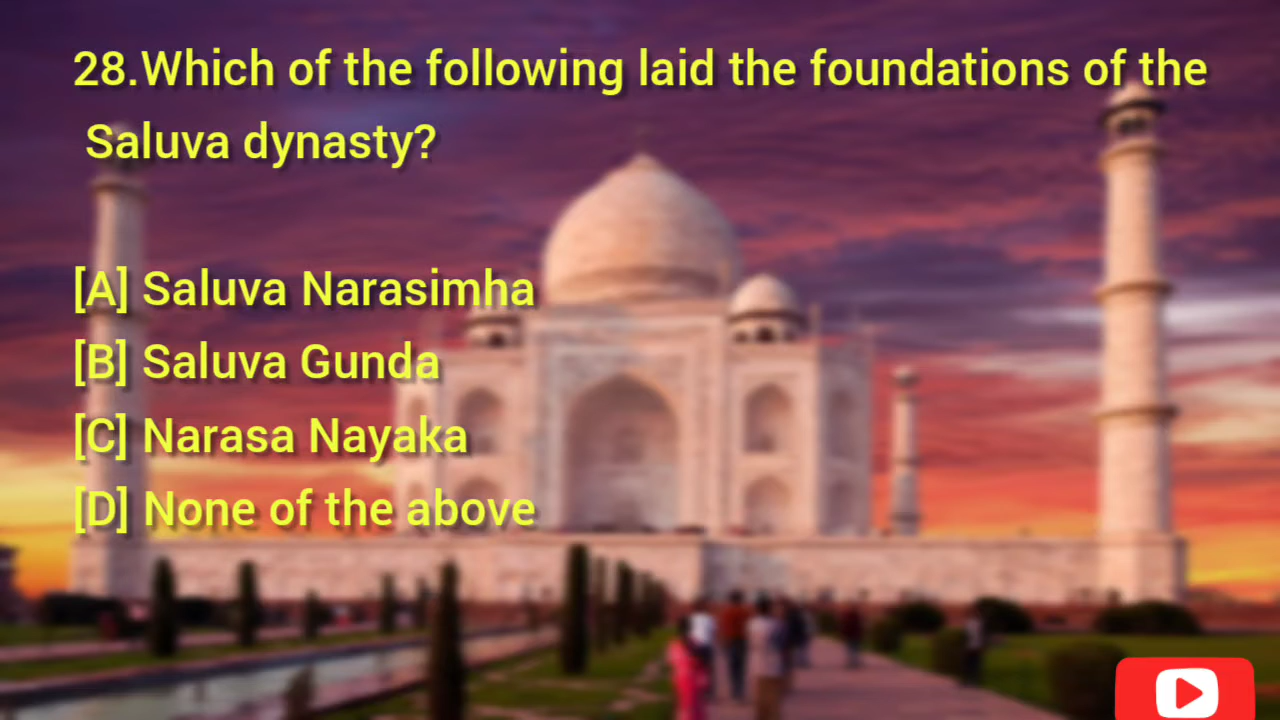 28.Which of the following laid the foundations of the
Saluva dynasty?
[A] Saluva Narasimha
[B] Saluva Gunda
[C] Narasa Nayaka
[D] None of the above